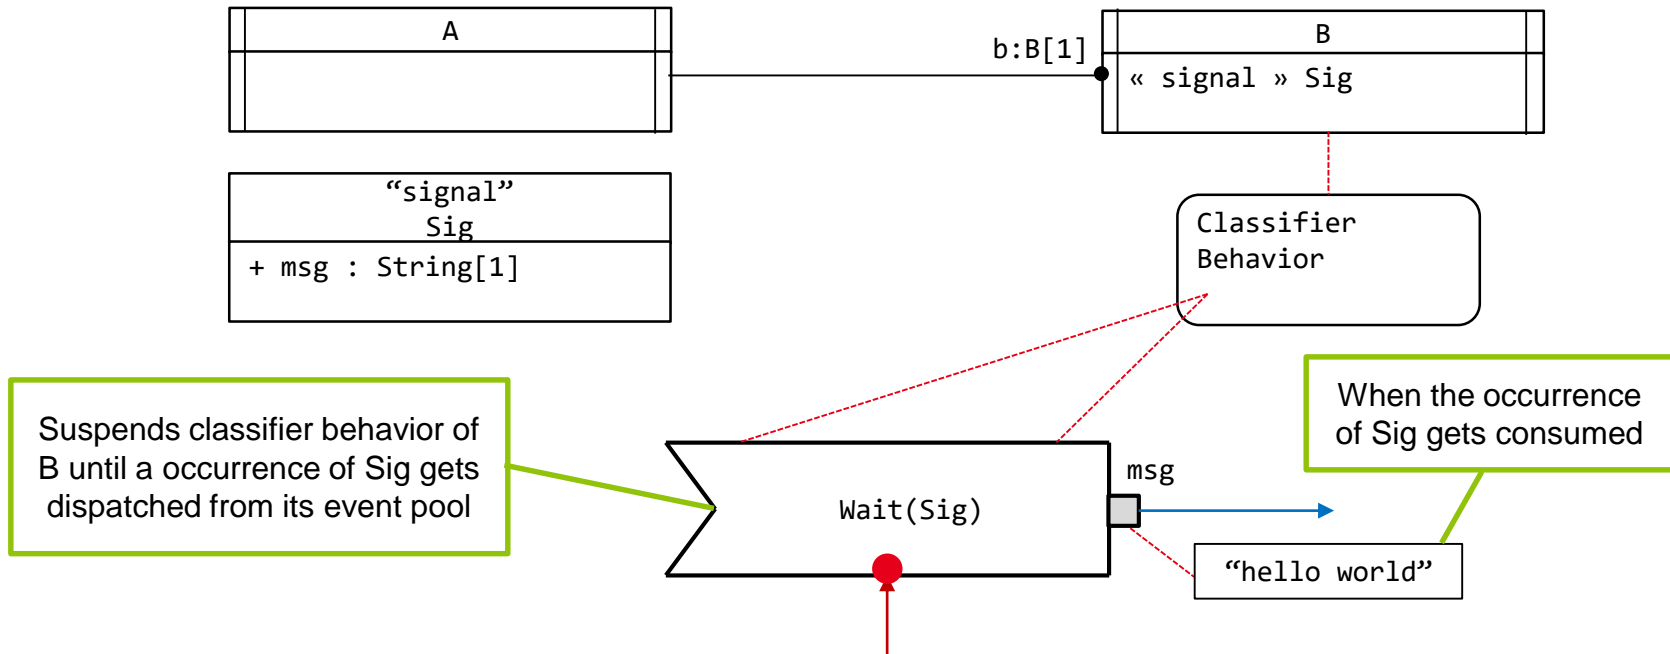 A
b:B[1]
B
« signal » Sig
“signal”
Sig
+ msg : String[1]
Classifier
Behavior
Suspends classifier behavior of
B until a occurrence of Sig gets
dispatched from its event pool
When the occurrence
of Sig gets consumed
msg
Wait(Sig)
“hello world”